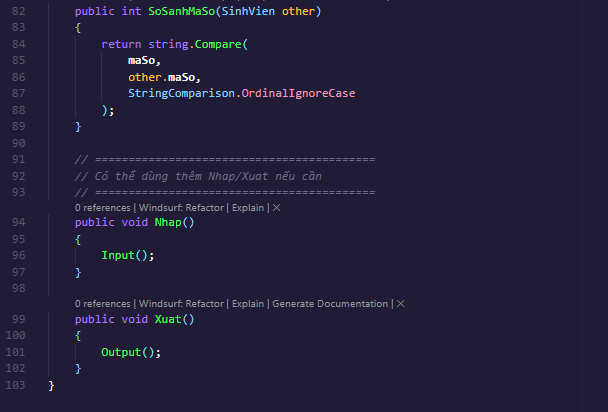 82 public int SoSanhMaSo(SinhVien other)
83 {
84 return string.Compare(
85 maSo,
86 other.maSo,
87 StringComparison.OrdinalIgnoreCase
88 );
89 }
90
91 // ==========================================
92 // Có thể dùng thêm Nhap/Xuat nếu cần
93 // ==========================================
0 references | Windsurf: Refactor | Explain | ×
94 public void Nhap()
95 {
96 Input();
97 }
98
0 references | Windsurf: Refactor | Explain | Generate Documentation | ×
99 public void Xuat()
100 {
101 Output();
102 }
103 }